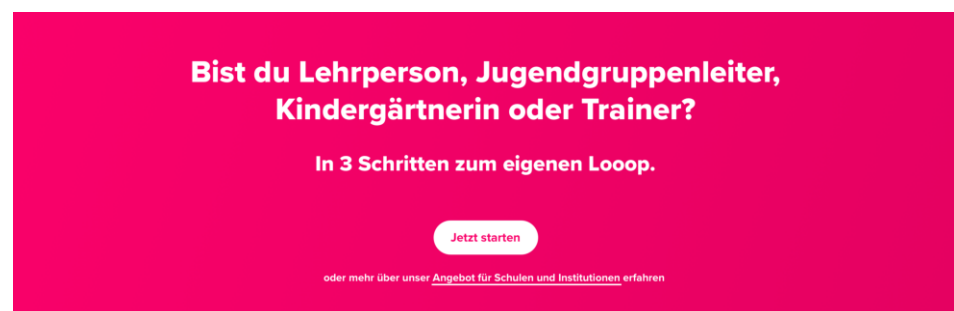 Bist du Lehrperson, Jugendgruppenleiter,
Kindergärtnerin oder Trainer?
In 3 Schritten zum eigenen Looop.
Jetzt starten
oder mehr über unser Angebot für Schulen und Institutionen erfahren